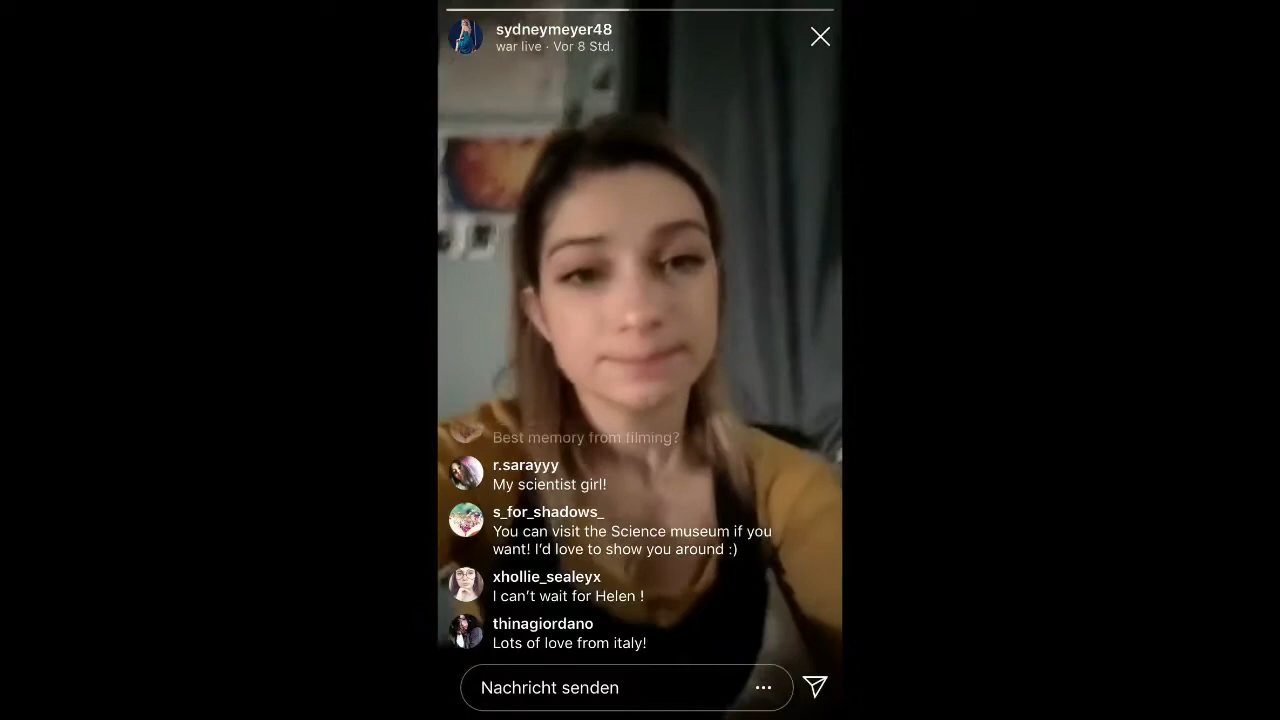 sydneymeyer48
war live · Vor 8 Std.
Best memory from filming?
r.sarayyy
My scientist girl!
s_for_shadows_
You can visit the Science museum if you
want! I'd love to show you around :)
xhollie_sealeyx
I can't wait for Helen !
thinagiordano
Lots of love from italy!
Nachricht senden